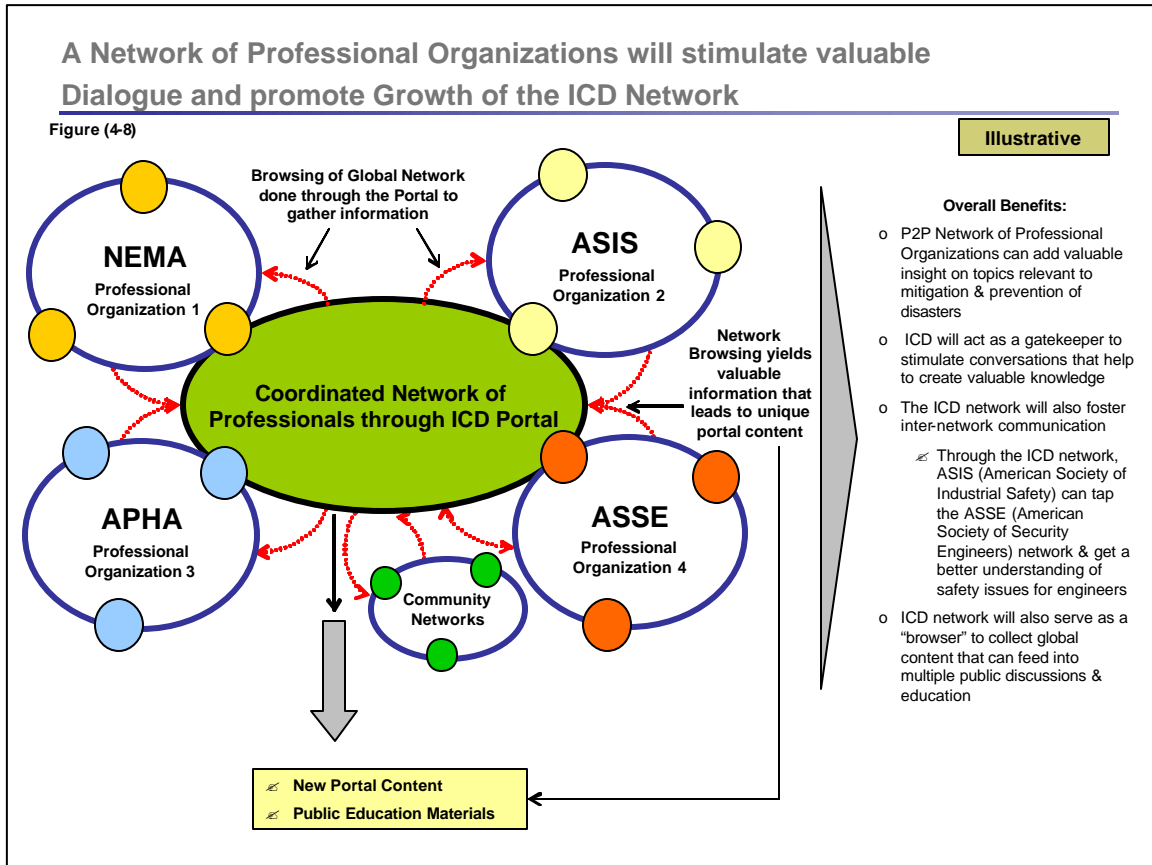 A Network of Professional Organizations will stimulate valuable
Dialogue and promote Growth of the ICD Network
Figure (4-8)
Illustrative
Browsing of Global Network
done through the Portal to
gather information
NEMA
Professional
Organization 1
ASIS
Professional
Organization 2
Coordinated Network of
Professionals through ICD Portal
Network
Browsing yields
valuable
information that
leads to unique
portal content
APHA
Professional
Organization 3
ASSE
Professional
Organization 4
Community
Networks
New Portal Content
Public Education Materials
Overall Benefits:
o P2P Network of Professional
Organizations can add valuable
insight on topics relevant to
mitigation & prevention of
disasters
o ICD will act as a gatekeeper to
stimulate conversations that help
to create valuable knowledge
o The ICD network will also foster
inter-network communication
Through the ICD network,
ASIS (American Society of
Industrial Safety) can tap
the ASSE (American
Society of Security
Engineers) network & get a
better understanding of
safety issues for engineers
o ICD network will also serve as a
“browser” to collect global
content that can feed into
multiple public discussions &
education